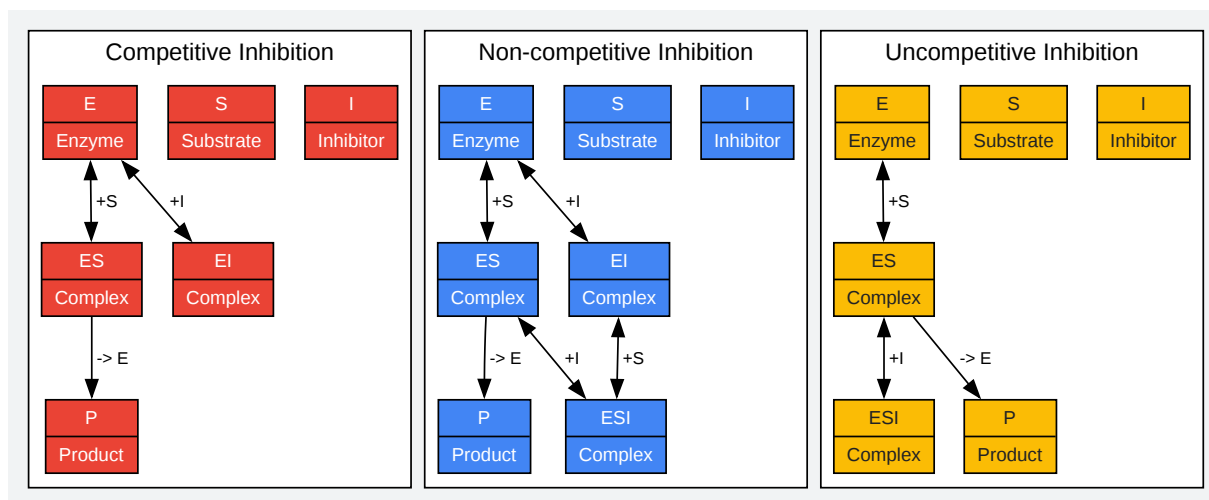 Competitive Inhibition
E
Enzyme
S
Substrate
I
Inhibitor
+S
+I
ES
Complex
EI
Complex
-> E
P
Product
Non-competitive Inhibition
E
Enzyme
S
Substrate
I
Inhibitor
+S
+I
ES
Complex
EI
Complex
-> E
+I
+S
P
Product
ESI
Complex
Uncompetitive Inhibition
E
Enzyme
S
Substrate
I
Inhibitor
+S
ES
Complex
+I
-> E
ESI
Complex
P
Product